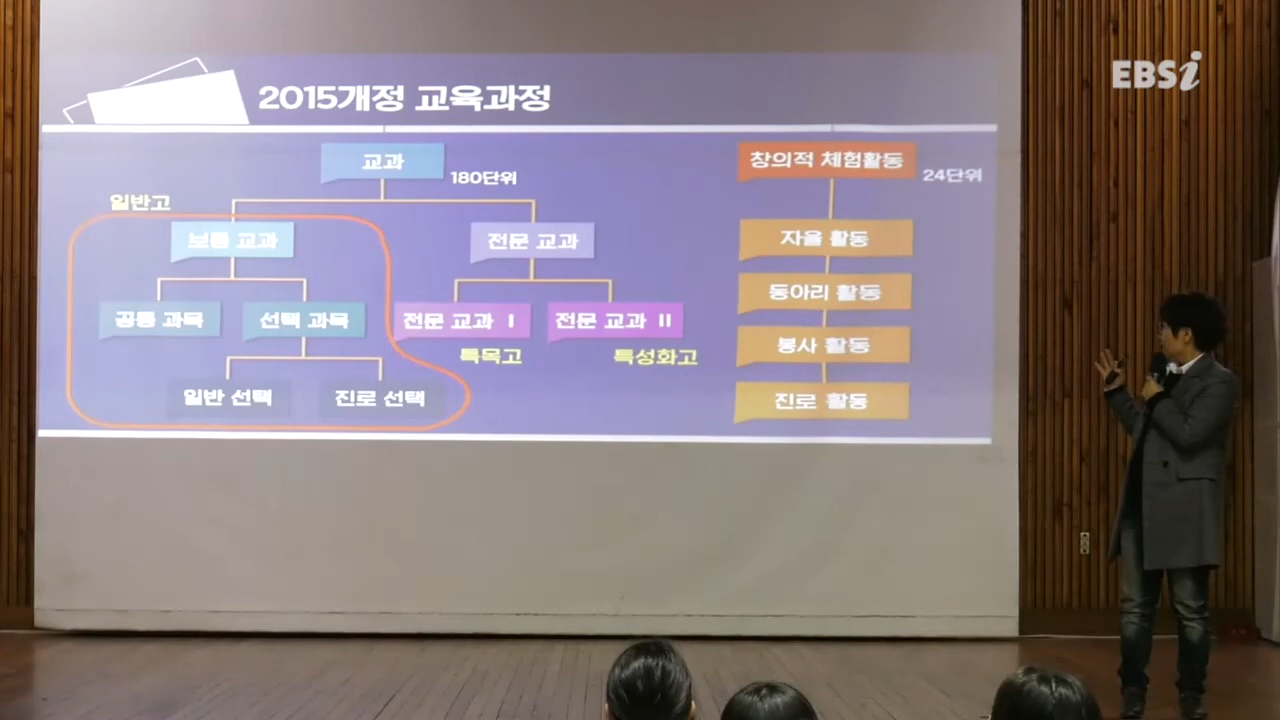 EBSi
2015개정 교육과정
교과
180단위
창의적 체험활동
24단위
일반고
보통 교과
전문 교과
자율 활동
동아리 활동
공통 과목
선택 과목
전문 교과 I
전문 교과 II
특목고
특성화고
봉사 활동
일반 선택
진로 선택
진로 활동